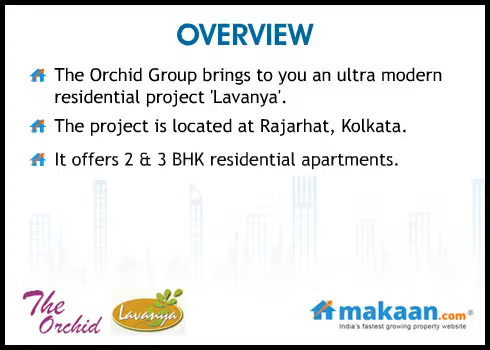 OVERVIEW
The Orchid Group brings to you an ultra modern
residential project 'Lavanya'.
The project is located at Rajarhat, Kolkata.
It offers 2 & 3 BHK residential apartments.
The
Orchid
Lavanya
makaan.com®
India's fastest growing property website